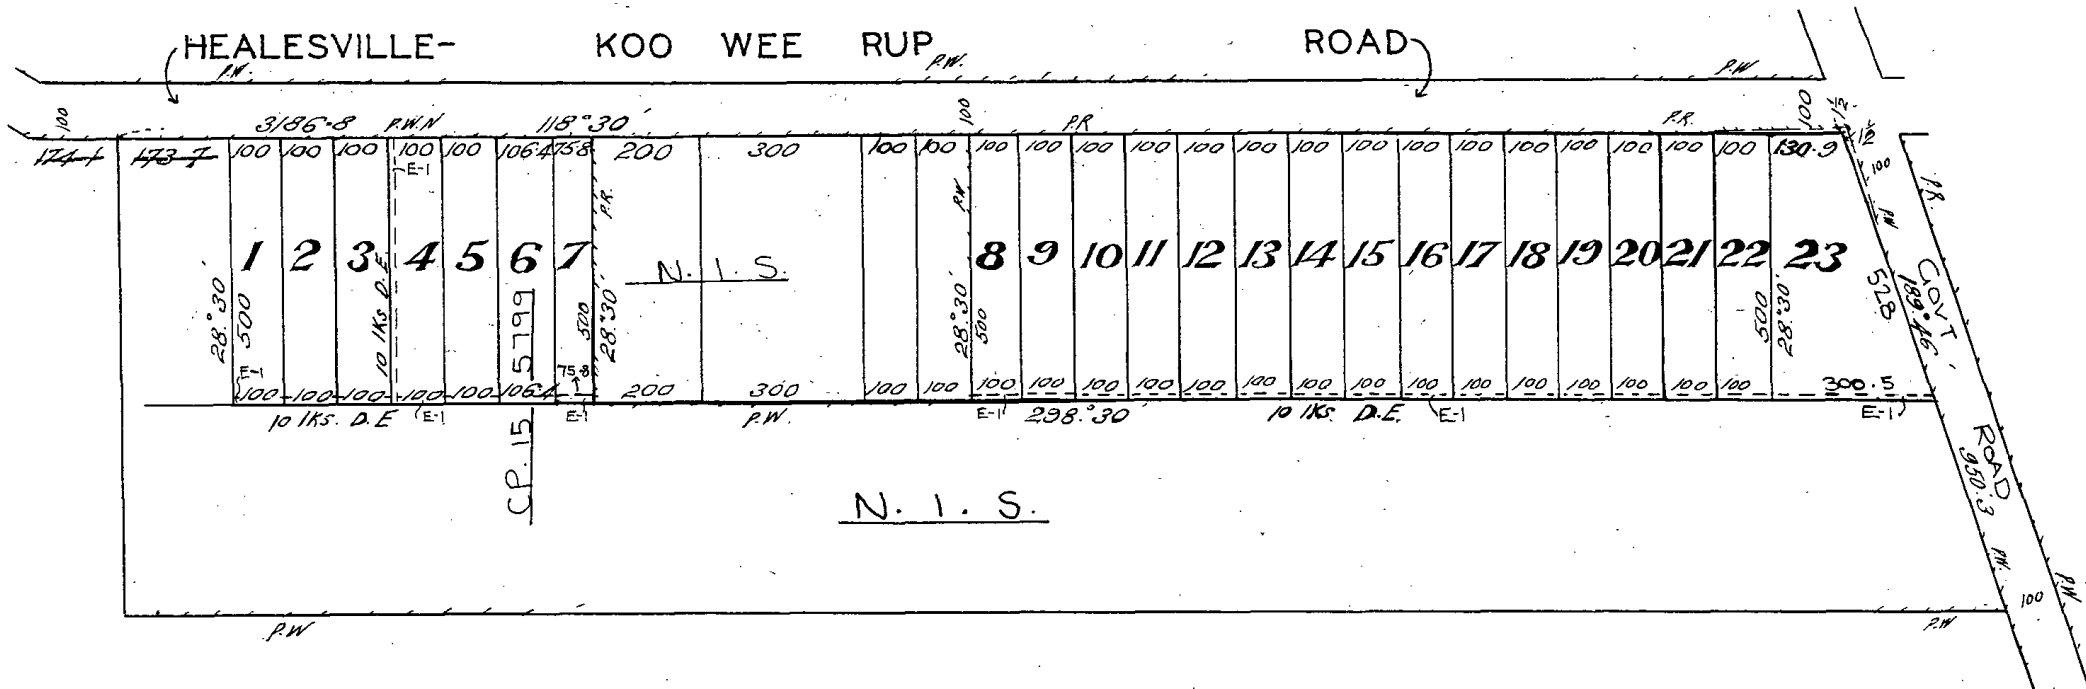 HEALESVILLE- KOO WEE RUP ROAD
P.W. P.W. P.W
100 3186·8 P.W.N 118°30' 100 P.R P.R. 100 1½ 1½
174·1 173·7 100 100 100 100 100 106·4 75·8 200 300 100 100 100 100 100 100 100 100 100 100 100 100 100 100 100 100 100 130·9 100
E-1 P.R. P.W P.W P.R.
1 2 3 4 5 6 7 N. I. S. 8 9 10 11 12 13 14 15 16 17 18 19 20 21 22 23
28°30' 500 10 lKs D.E. 500 28°30' 28°30' 500 500 28°30' 528 GOVT 189°46'
E-1 75·8
100 100 100 100 100 106·4 200 300 100 100 100 100 100 100 100 100 100 100 100 100 100 100 100 100 100 300·5
10 lKs. D.E E-1 E-1 P.W. E-1 298°30' 10 lKs. D.E. E-1 E-1
C.P. 15 5799
ROAD
950·3
N. I. S.
P.W. P.W
100
P.W P.W